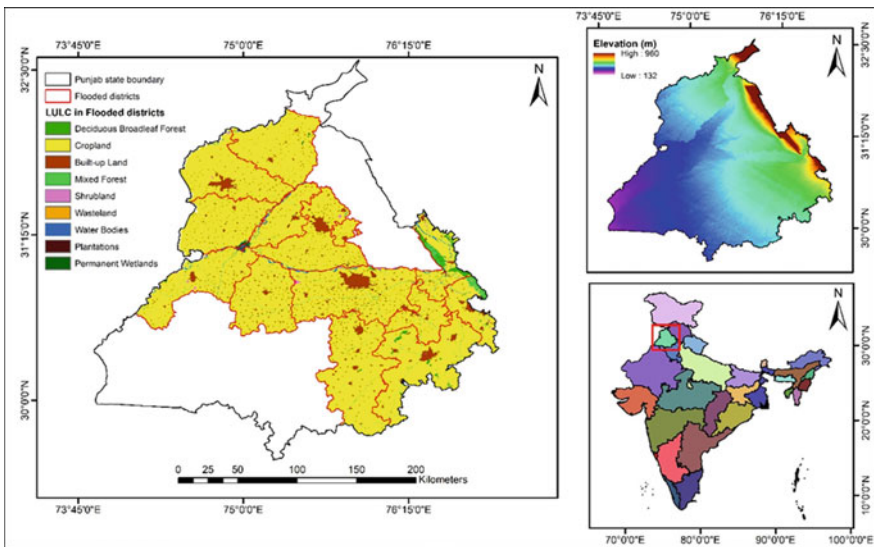 73°45'0"E 75°0'0"E 76°15'0"E
32°30'0"N
31°15'0"N
30°0'0"N
N
Punjab state boundary
Flooded districts
LULC in Flooded districts
Deciduous Broadleaf Forest
Cropland
Built-up Land
Mixed Forest
Shrubland
Wasteland
Water Bodies
Plantations
Permanent Wetlands
0 25 50 100 150 200
Kilometers
73°45'0"E 75°0'0"E 76°15'0"E
73°45'0"E 75°0'0"E 76°15'0"E
Elevation (m)
High : 960
Low : 132
N
31°15'0"N
30°0'0"N
N
30°0'0"N
20°0'0"N
10°0'0"N
70°0'0"E 80°0'0"E 90°0'0"E 100°0'0"E